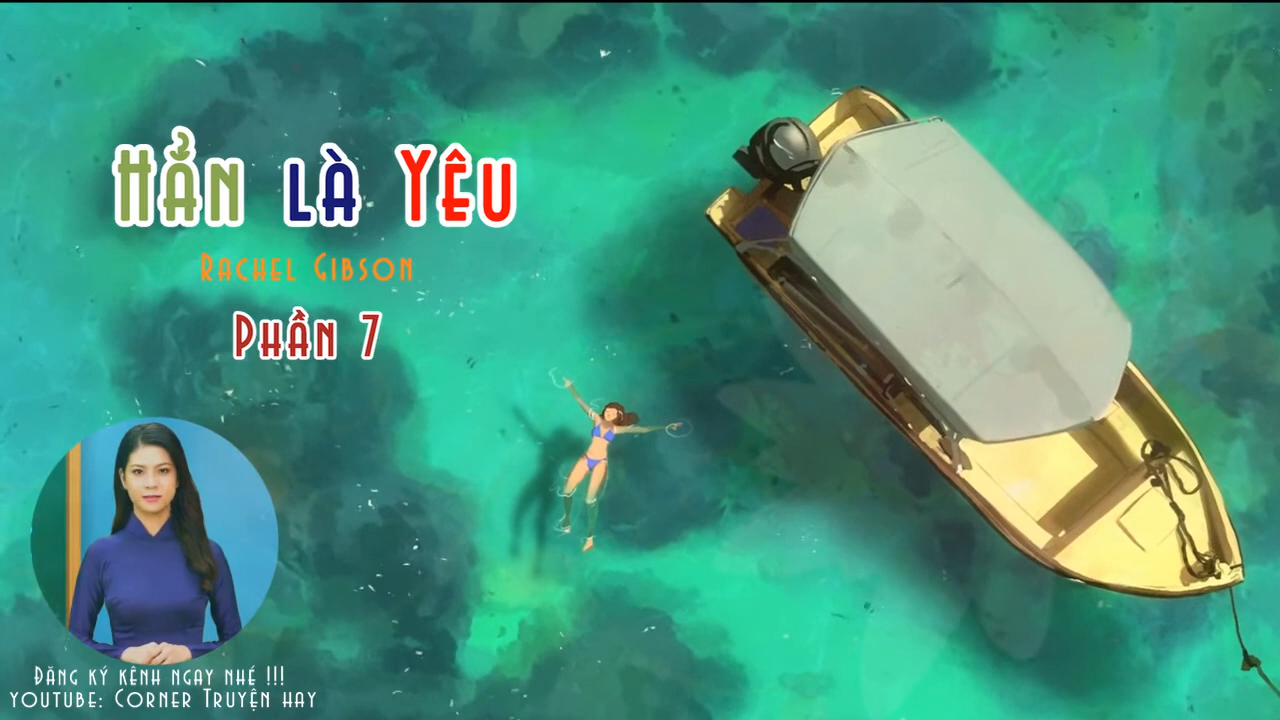 Hẳn là Yêu
Rachel Gibson
Phần 7
Đăng ký kênh ngay nhé !!!
youtube: Corner Truyện hay